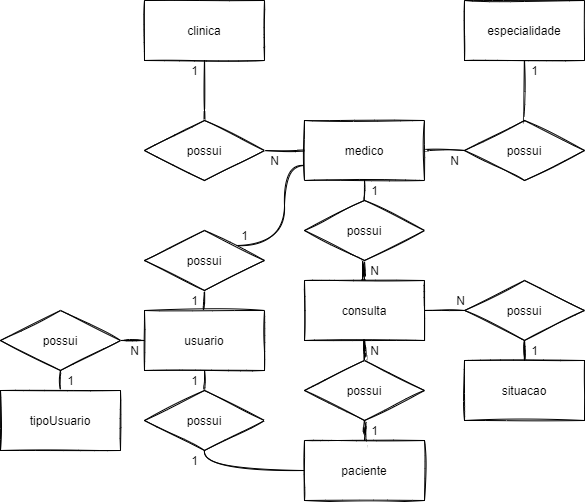 clinica
especialidade
1
1
possui
N
medico
N
possui
1
1
possui
possui
N
1
usuario
consulta
N
possui
possui
N
1
N
1
1
tipoUsuario
possui
possui
situacao
1
1
paciente